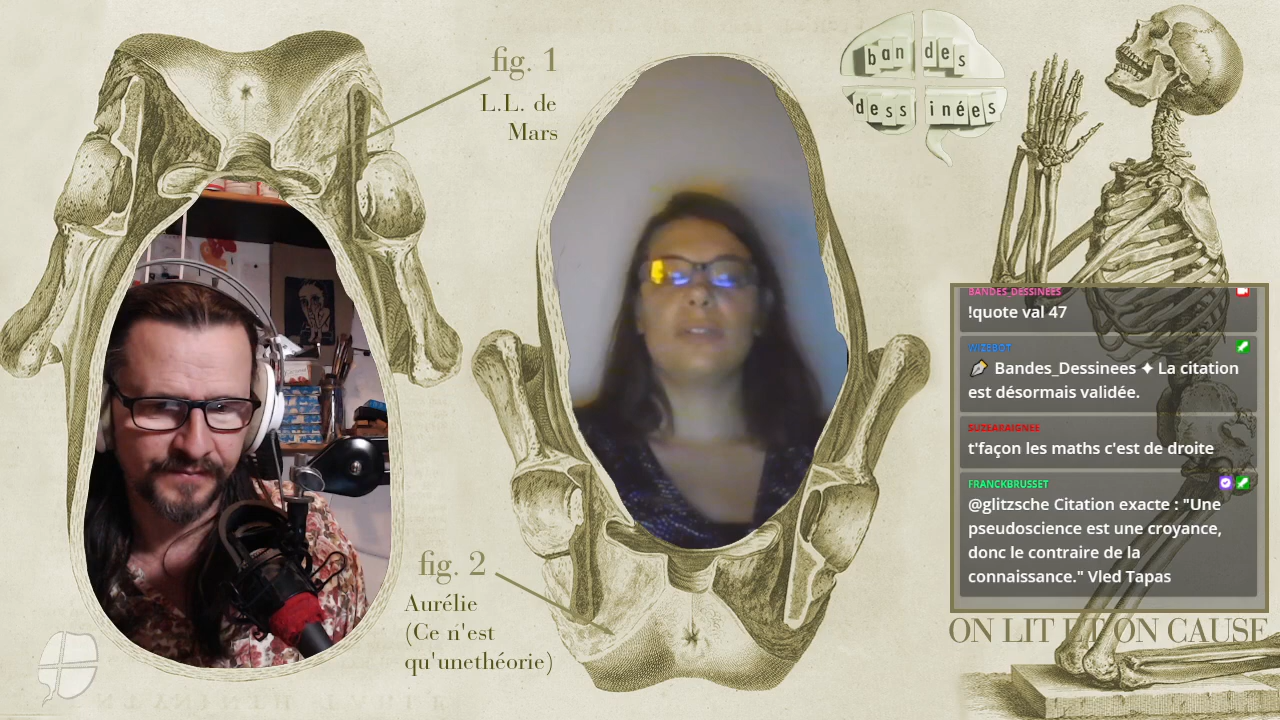 fig. 1
L.L. de
Mars
ban des
dess inées
BANDES_DESSINEES
!quote val 47
WIZEBOT
Bandes_Dessinees ✦ La citation
est désormais validée.
SUZEARAIGNEE
t'façon les maths c'est de droite
FRANCKBRUSSET
@glitzsche Citation exacte : "Une
pseudoscience est une croyance,
donc le contraire de la
connaissance." Vled Tapas
fig. 2
Aurélie
(Ce n'est
qu'unethéorie)
ON LIT ET ON CAUSE